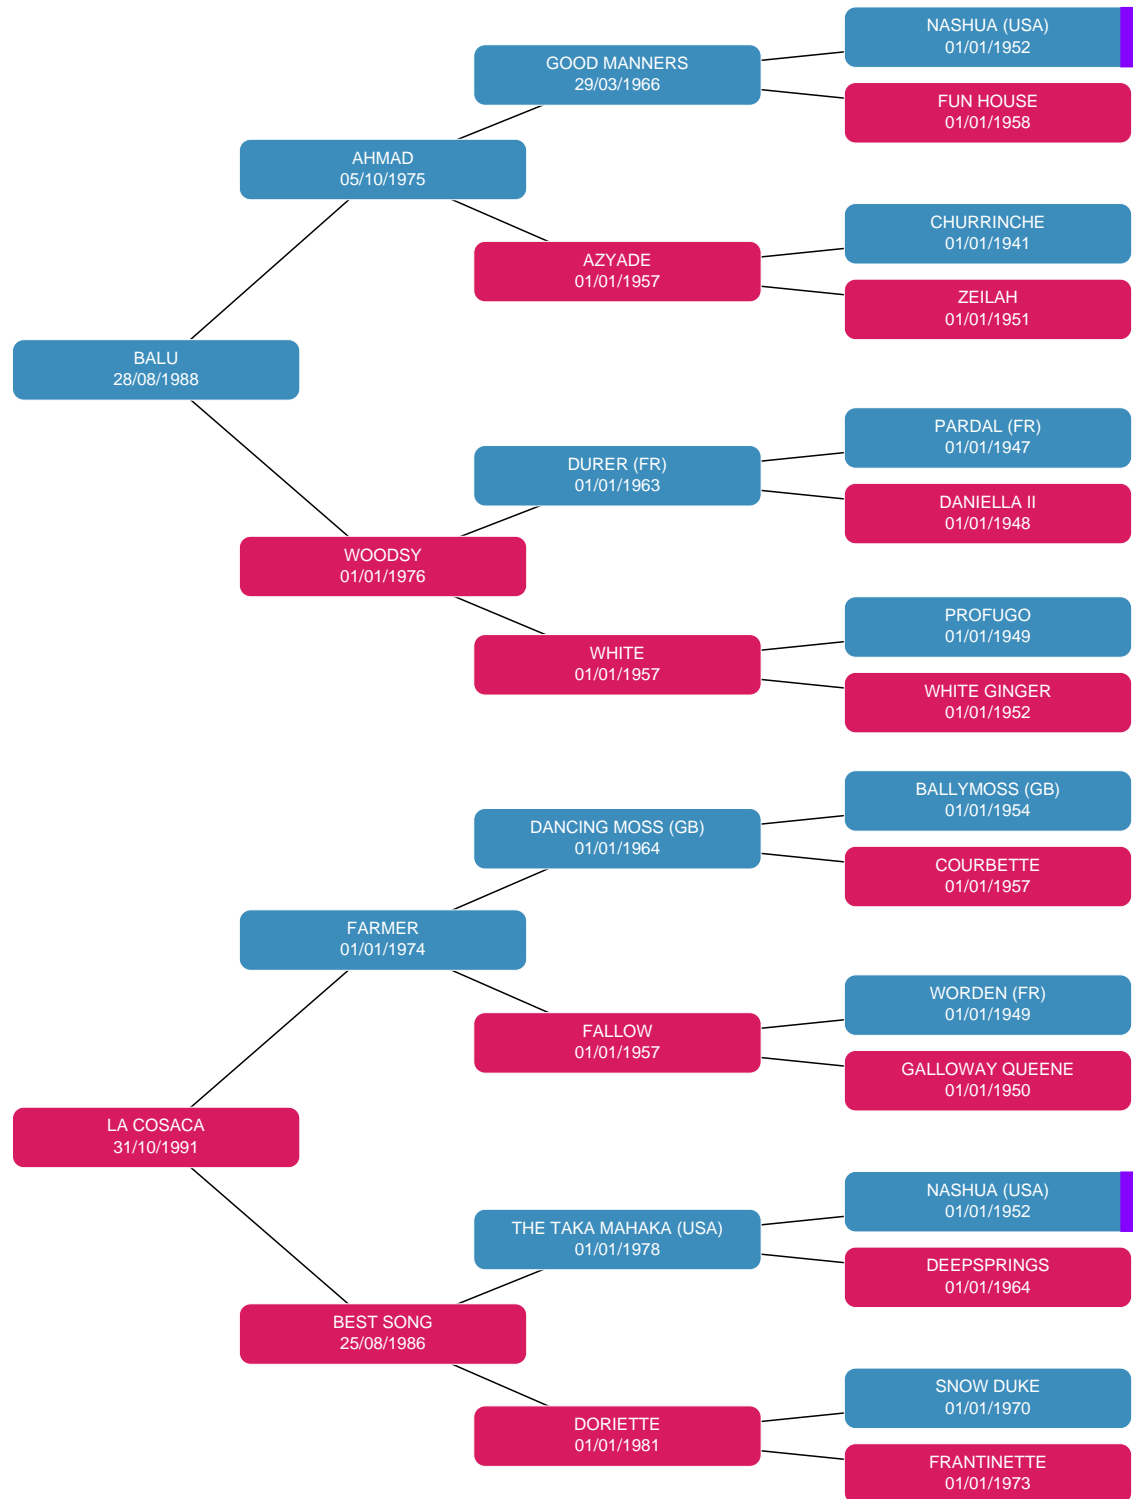 NASHUA (USA)
01/01/1952
GOOD MANNERS
29/03/1966
FUN HOUSE
01/01/1958
AHMAD
05/10/1975
CHURRINCHE
01/01/1941
AZYADE
01/01/1957
ZEILAH
01/01/1951
BALU
28/08/1988
PARDAL (FR)
01/01/1947
DURER (FR)
01/01/1963
DANIELLA II
01/01/1948
WOODSY
01/01/1976
PROFUGO
01/01/1949
WHITE
01/01/1957
WHITE GINGER
01/01/1952
BALLYMOSS (GB)
01/01/1954
DANCING MOSS (GB)
01/01/1964
COURBETTE
01/01/1957
FARMER
01/01/1974
WORDEN (FR)
01/01/1949
FALLOW
01/01/1957
GALLOWAY QUEENE
01/01/1950
LA COSACA
31/10/1991
NASHUA (USA)
01/01/1952
THE TAKA MAHAKA (USA)
01/01/1978
DEEPSPRINGS
01/01/1964
BEST SONG
25/08/1986
SNOW DUKE
01/01/1970
DORIETTE
01/01/1981
FRANTINETTE
01/01/1973